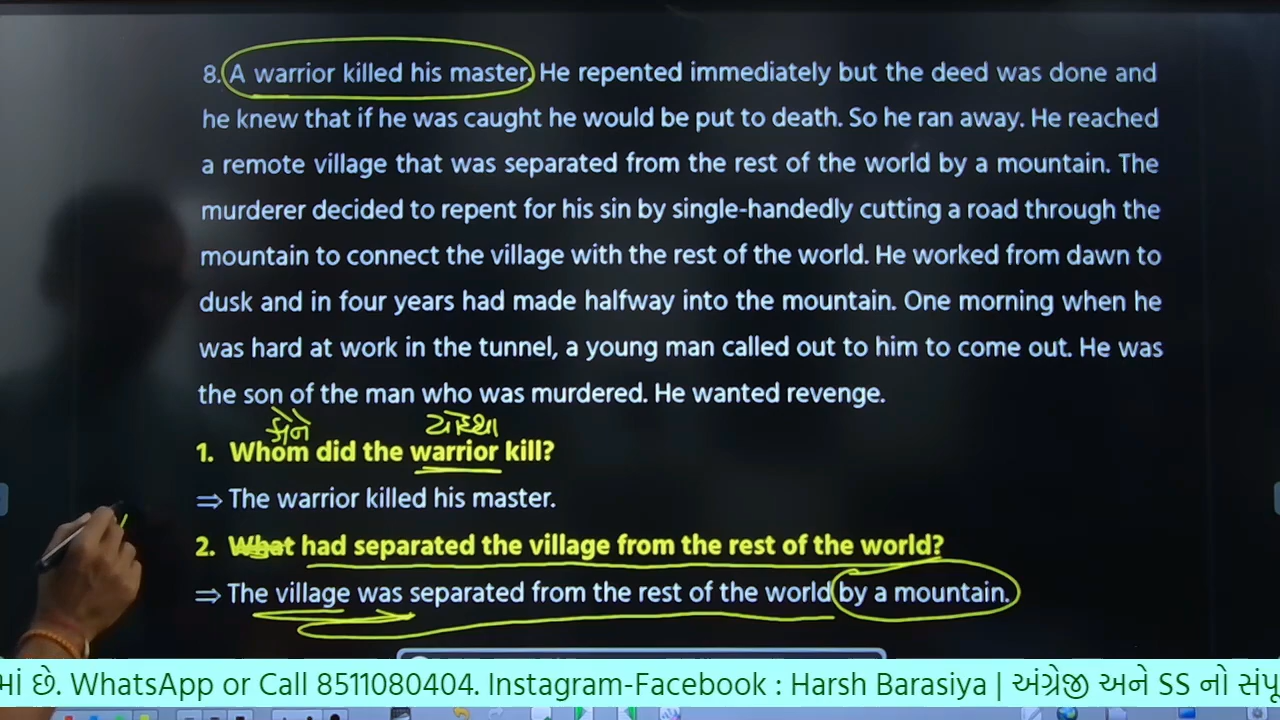 8. A warrior killed his master. He repented immediately but the deed was done and
he knew that if he was caught he would be put to death. So he ran away. He reached
a remote village that was separated from the rest of the world by a mountain. The
murderer decided to repent for his sin by single-handedly cutting a road through the
mountain to connect the village with the rest of the world. He worked from dawn to
dusk and in four years had made halfway into the mountain. One morning when he
was hard at work in the tunnel, a young man called out to him to come out. He was
the son of the man who was murdered. He wanted revenge.
કોને યોદ્ધા
1. Whom did the warrior kill?
⇒ The warrior killed his master.
2. What had separated the village from the rest of the world?
⇒ The village was separated from the rest of the world by a mountain.
માં છે. WhatsApp or Call 8511080404. Instagram-Facebook : Harsh Barasiya | અંગ્રેજી અને SS નો